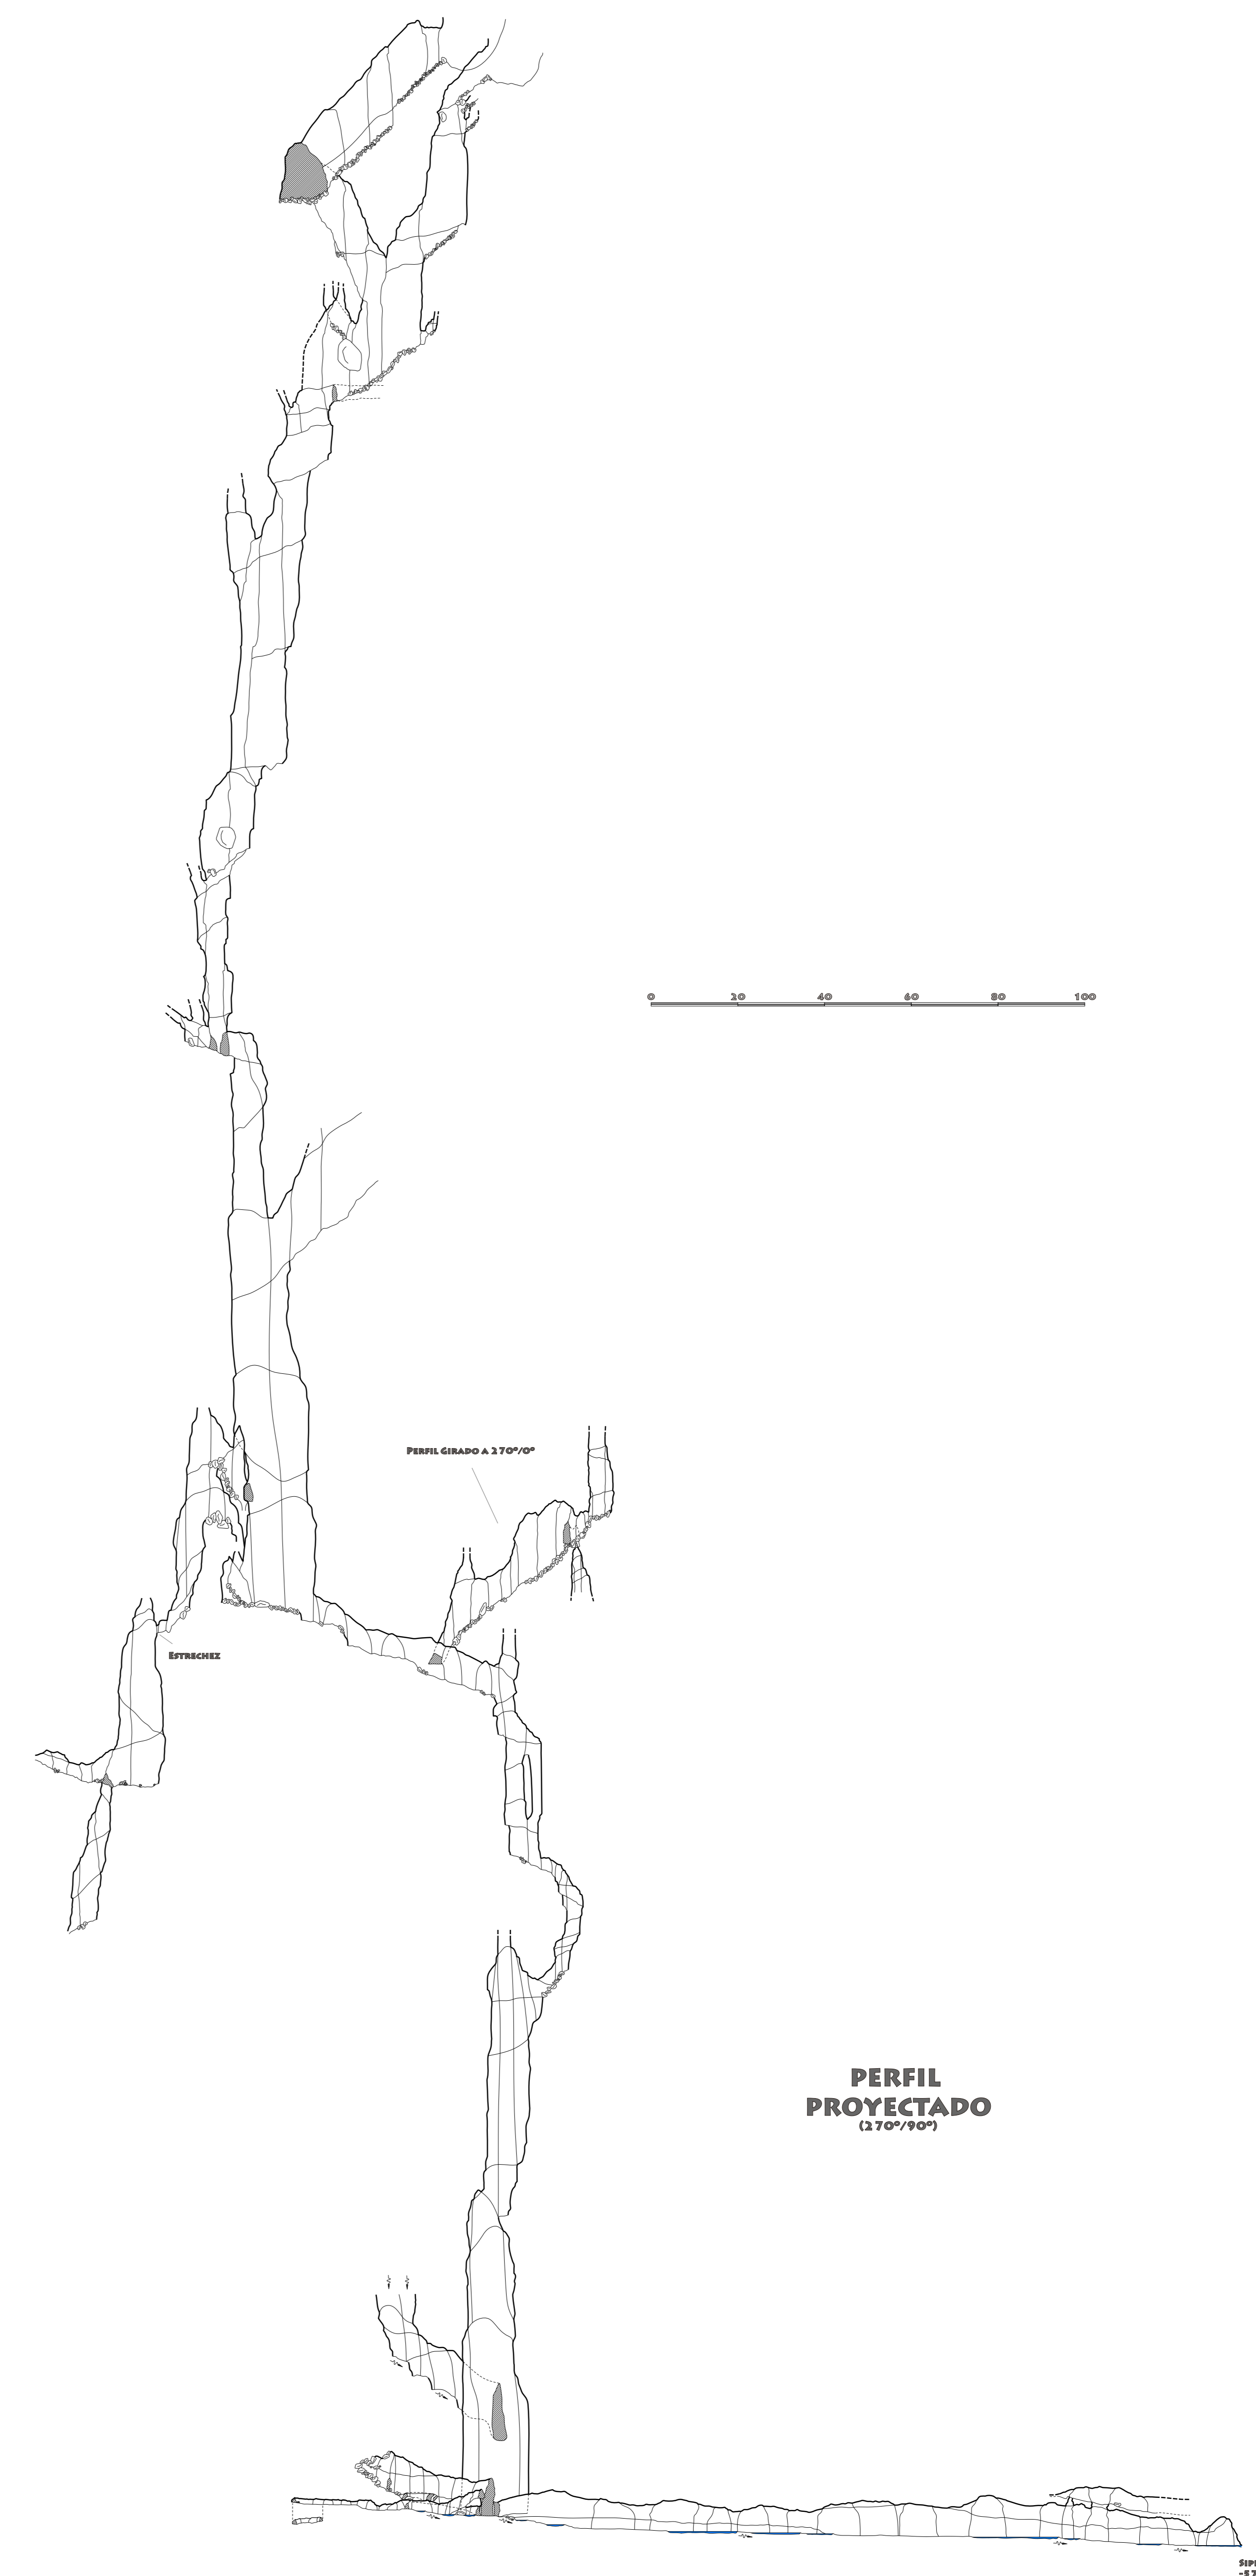 0 20 40 60 80 100
Perfil Girado a 270º/0º
Estrechez
PERFIL
PROYECTADO
(270º/90º)